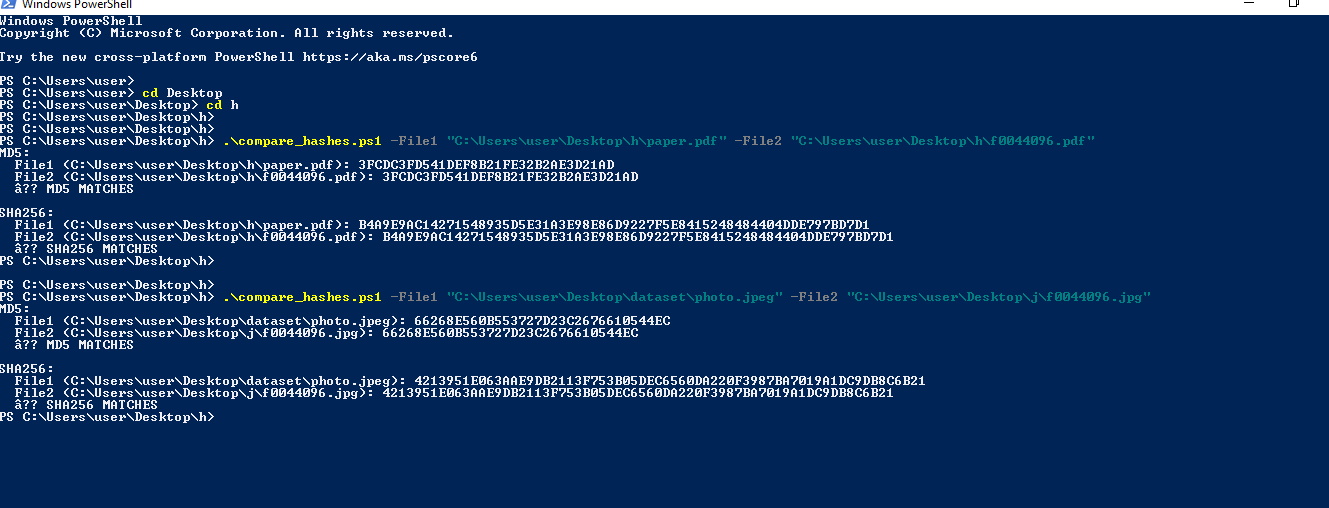 Windows PowerShell
Windows PowerShell
Copyright (C) Microsoft Corporation. All rights reserved.
Try the new cross-platform PowerShell https://aka.ms/pscore6
PS C:\Users\user>
PS C:\Users\user> cd Desktop
PS C:\Users\user\Desktop> cd h
PS C:\Users\user\Desktop\h>
PS C:\Users\user\Desktop\h>
PS C:\Users\user\Desktop\h> .\compare_hashes.ps1 -File1 "C:\Users\user\Desktop\h\paper.pdf" -File2 "C:\Users\user\Desktop\h\f0044096.pdf"
MD5:
  File1 (C:\Users\user\Desktop\h\paper.pdf): 3FCDC3FD541DEF8B21FE32B2AE3D21AD
  File2 (C:\Users\user\Desktop\h\f0044096.pdf): 3FCDC3FD541DEF8B21FE32B2AE3D21AD
  â?? MD5 MATCHES
SHA256:
  File1 (C:\Users\user\Desktop\h\paper.pdf): B4A9E9AC14271548935D5E31A3E98E86D9227F5E8415248484404DDE797BD7D1
  File2 (C:\Users\user\Desktop\h\f0044096.pdf): B4A9E9AC14271548935D5E31A3E98E86D9227F5E8415248484404DDE797BD7D1
  â?? SHA256 MATCHES
PS C:\Users\user\Desktop\h>
PS C:\Users\user\Desktop\h>
PS C:\Users\user\Desktop\h> .\compare_hashes.ps1 -File1 "C:\Users\user\Desktop\dataset\photo.jpeg" -File2 "C:\Users\user\Desktop\j\f0044096.jpg"
MD5:
  File1 (C:\Users\user\Desktop\dataset\photo.jpeg): 66268E560B553727D23C2676610544EC
  File2 (C:\Users\user\Desktop\j\f0044096.jpg): 66268E560B553727D23C2676610544EC
  â?? MD5 MATCHES
SHA256:
  File1 (C:\Users\user\Desktop\dataset\photo.jpeg): 4213951E063AAE9DB2113F753B05DEC6560DA220F3987BA7019A1DC9DB8C6B21
  File2 (C:\Users\user\Desktop\j\f0044096.jpg): 4213951E063AAE9DB2113F753B05DEC6560DA220F3987BA7019A1DC9DB8C6B21
  â?? SHA256 MATCHES
PS C:\Users\user\Desktop\h>